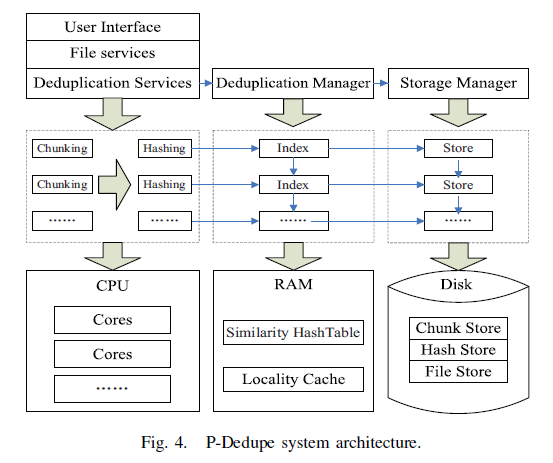 User Interface
File services
Deduplication Services
Deduplication Manager
Storage Manager
Chunking
Hashing
Index
Store
Chunking
Hashing
Index
Store
......
......
......
......
CPU
RAM
Disk
Cores
Cores
......
Similarity HashTable
Locality Cache
Chunk Store
Hash Store
File Store
Fig. 4. P-Dedupe system architecture.